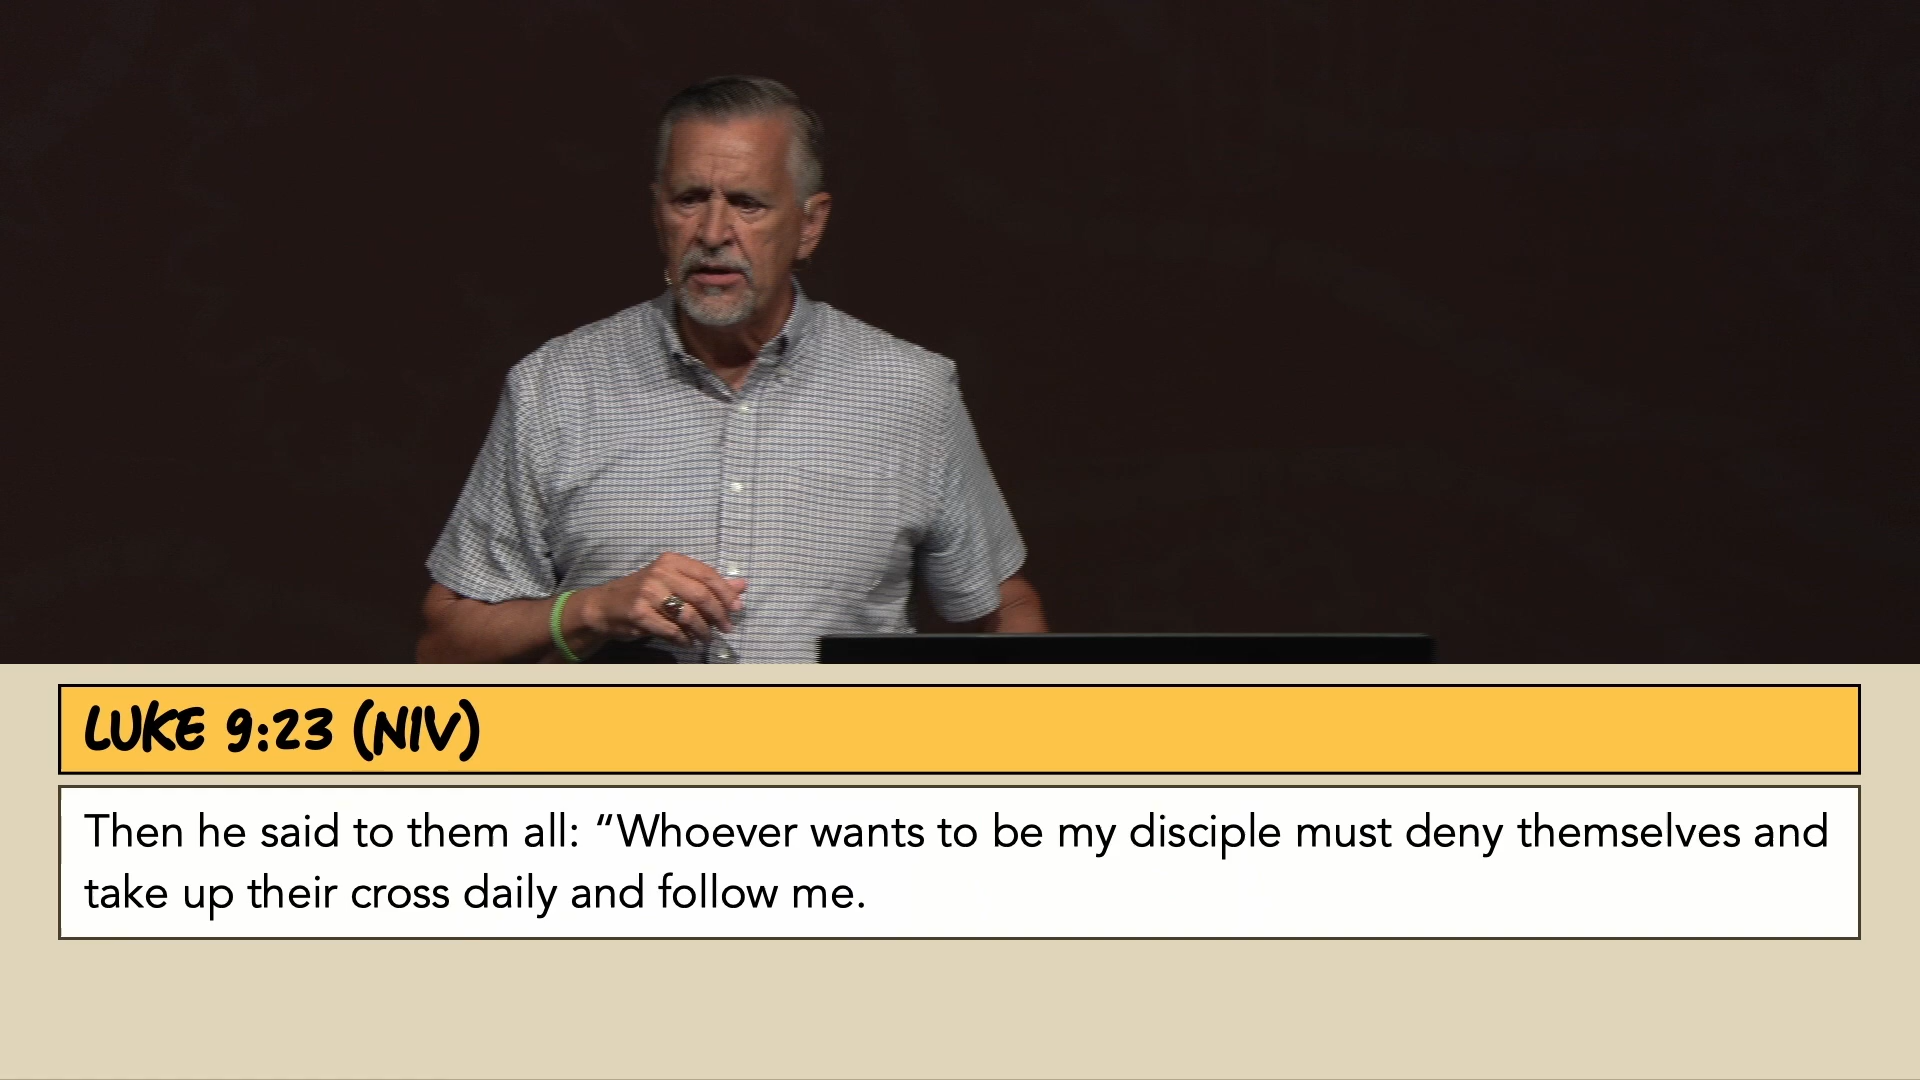 LUKE 9:23 (NIV)
Then he said to them all: “Whoever wants to be my disciple must deny themselves and
take up their cross daily and follow me.